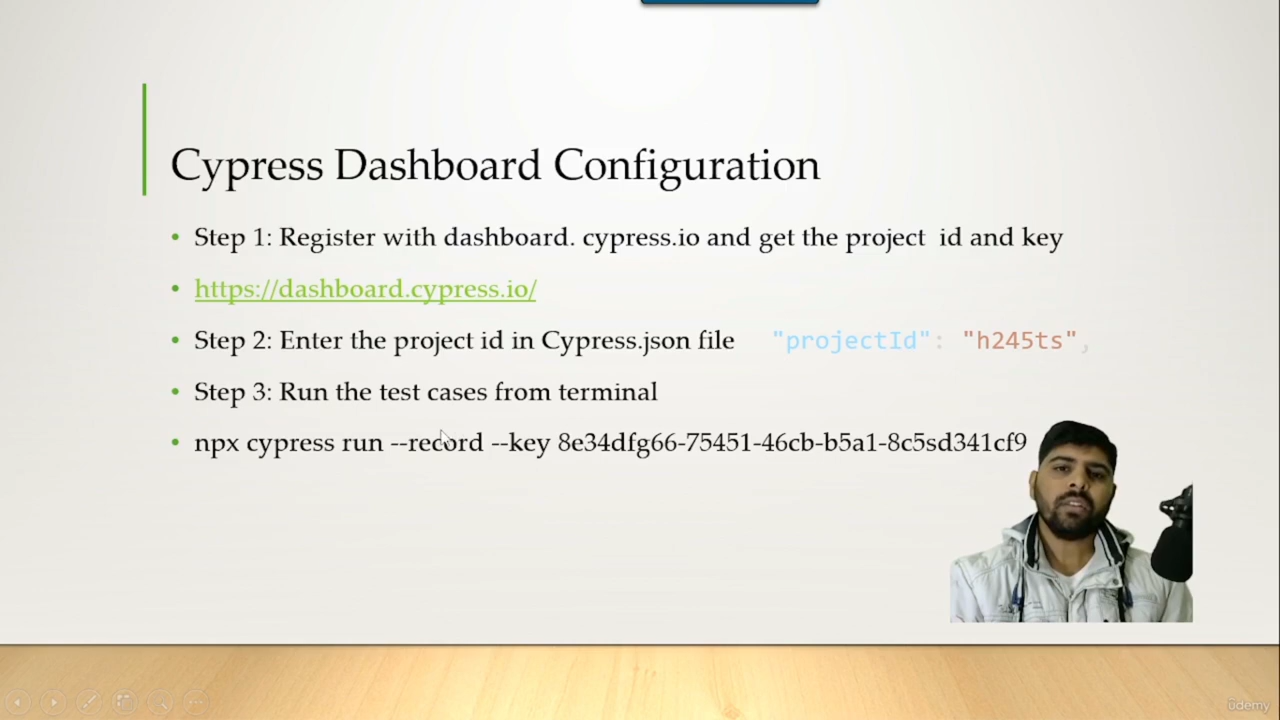 Cypress Dashboard Configuration
• Step 1: Register with dashboard. cypress.io and get the project  id and key
• https://dashboard.cypress.io/
• Step 2: Enter the project id in Cypress.json file "projectId": "h245ts",
• Step 3: Run the test cases from terminal
• npx cypress run --record --key 8e34dfg66-75451-46cb-b5a1-8c5sd341cf9
ûdemy